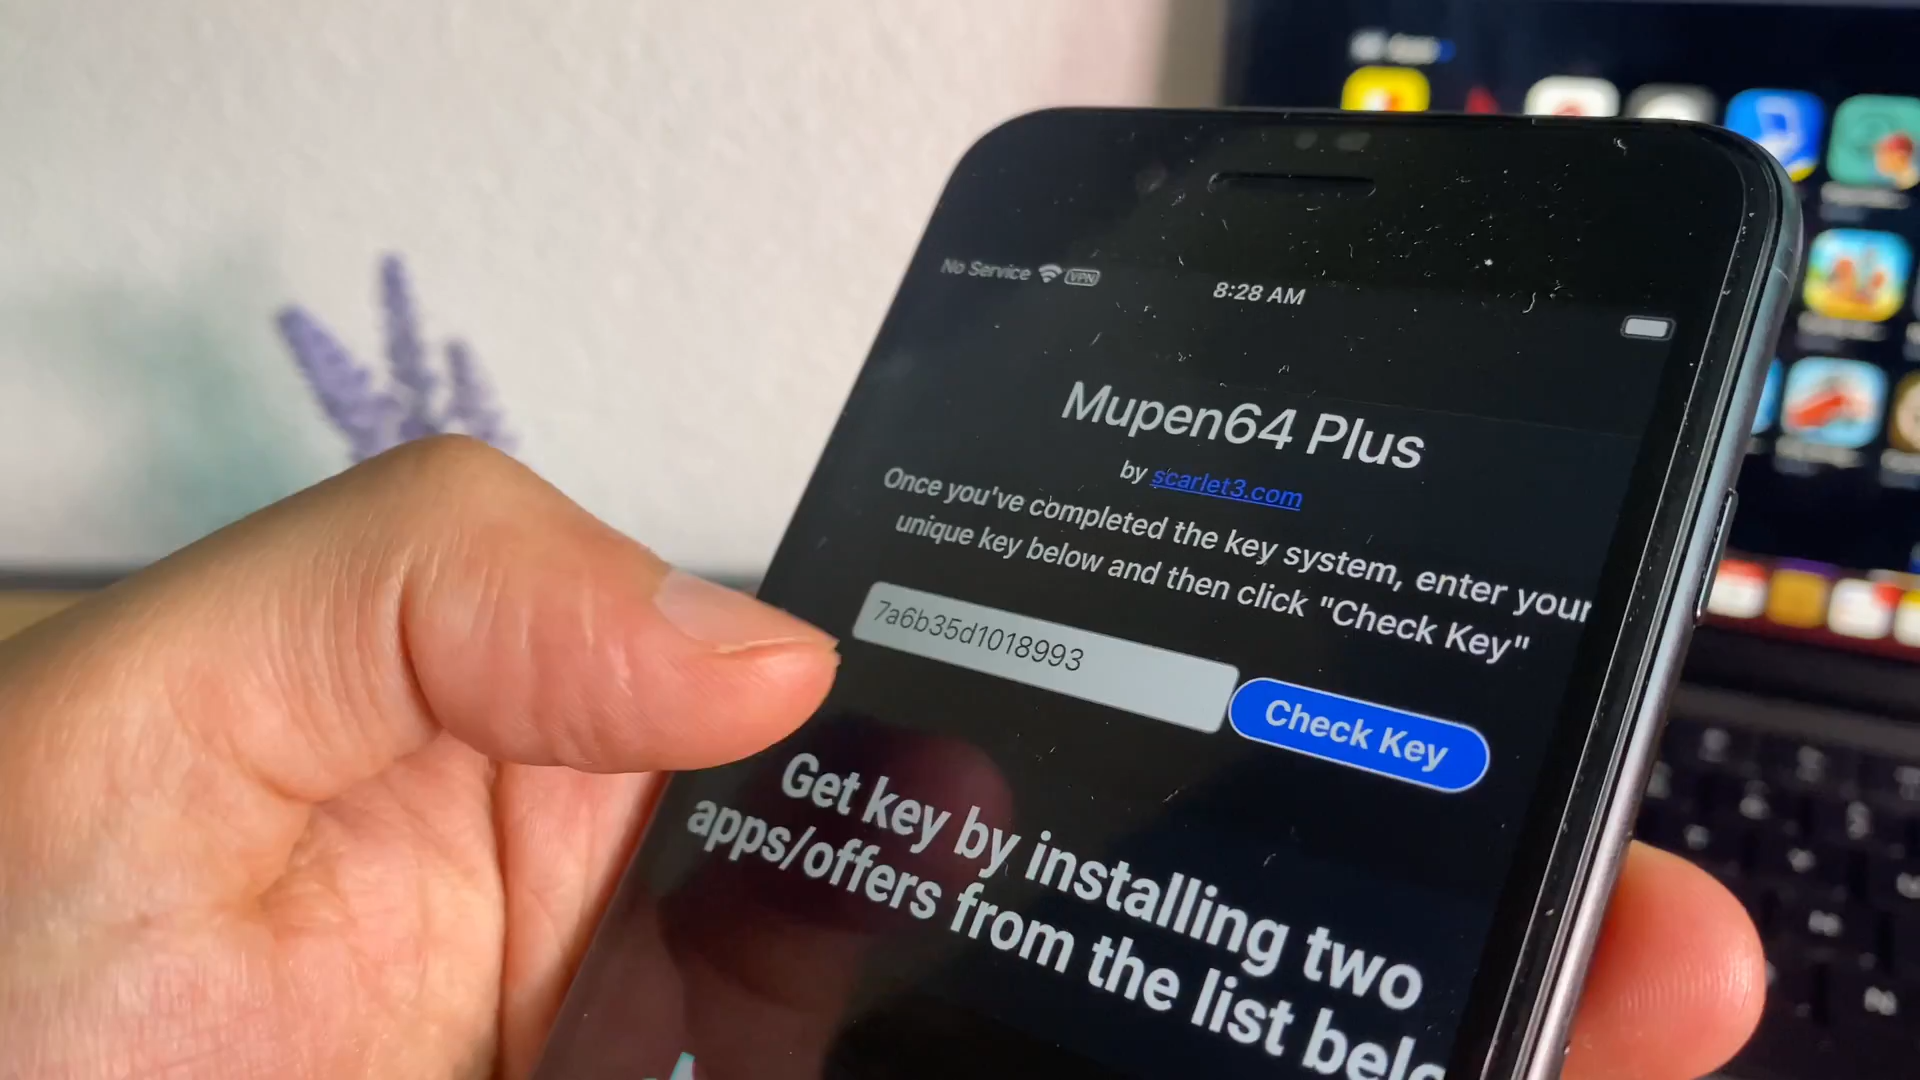 No Service VPN
8:28 AM
Mupen64 Plus
by scarlet3.com
Once you've completed the key system, enter your
unique key below and then click "Check Key"
7a6b35d1018993
Check Key
Get key by installing two
apps/offers from the list belo